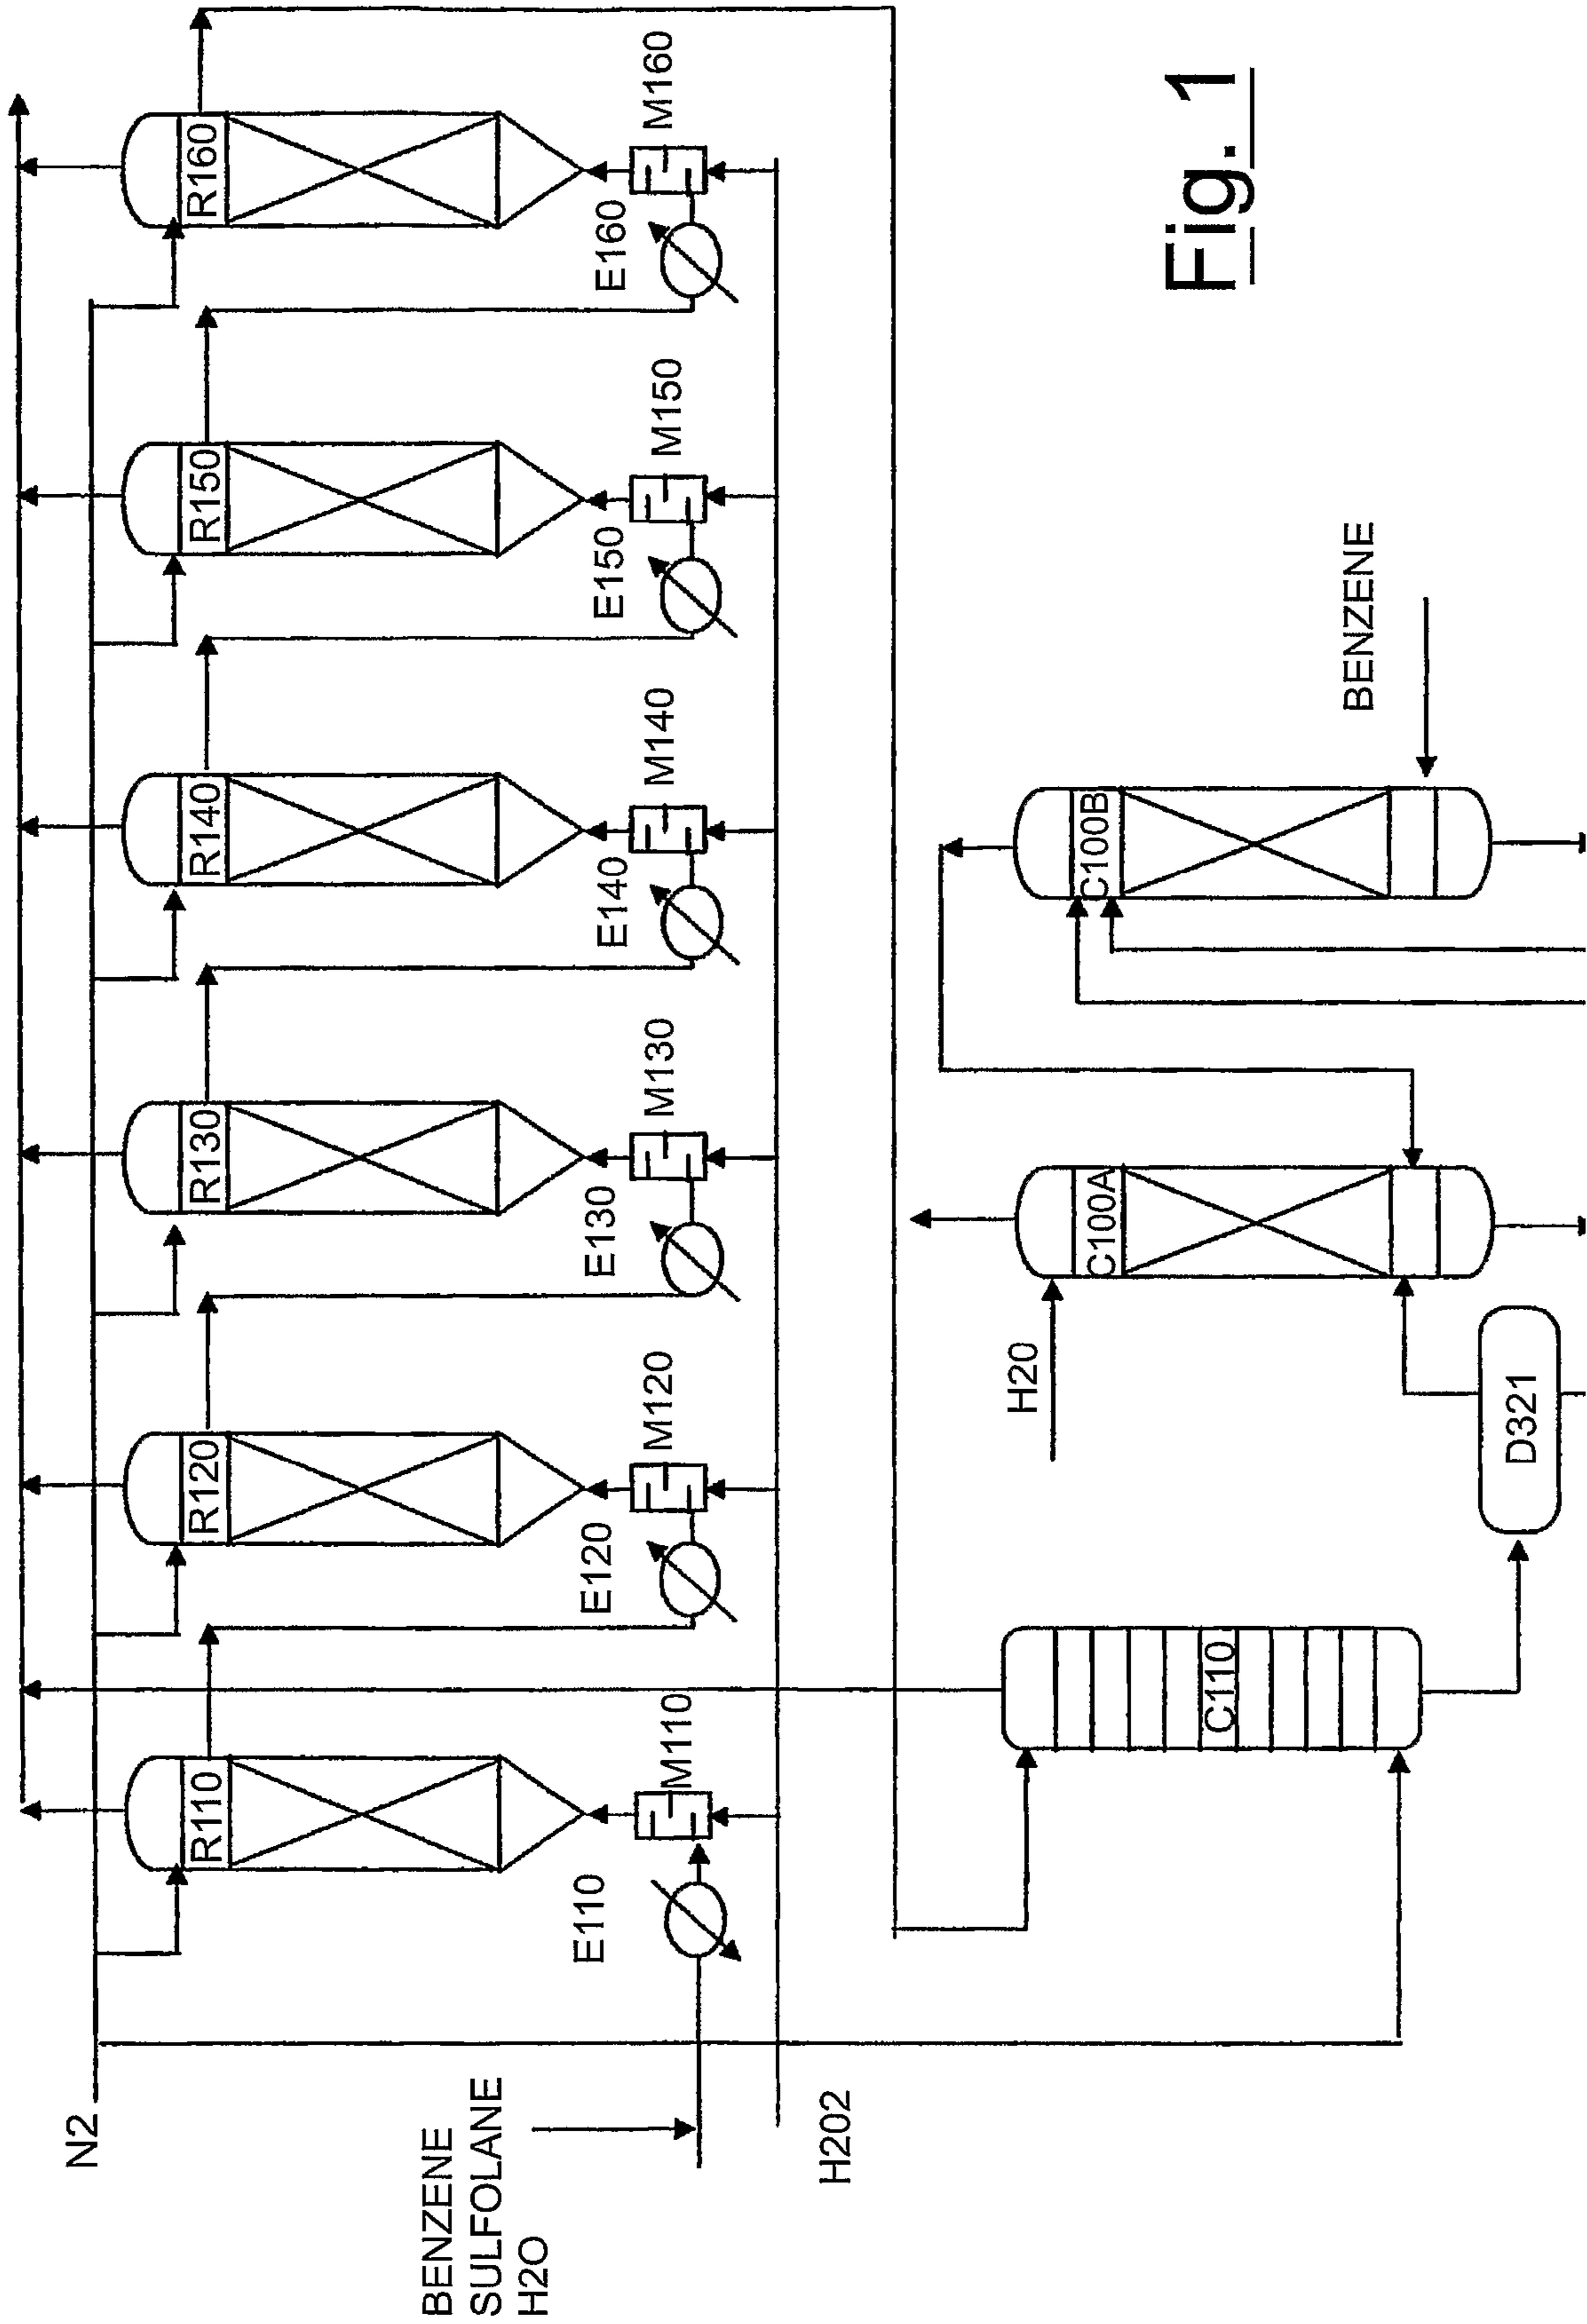 N2
R110
R120
R130
R140
R150
R160
E110
M110
E120
M120
E130
M130
E140
M140
E150
M150
E160
M160
BENZENE
SULFOLANE
H2O
H202
C110
D321
H20
C100A
C100B
BENZENE
Fig. 1